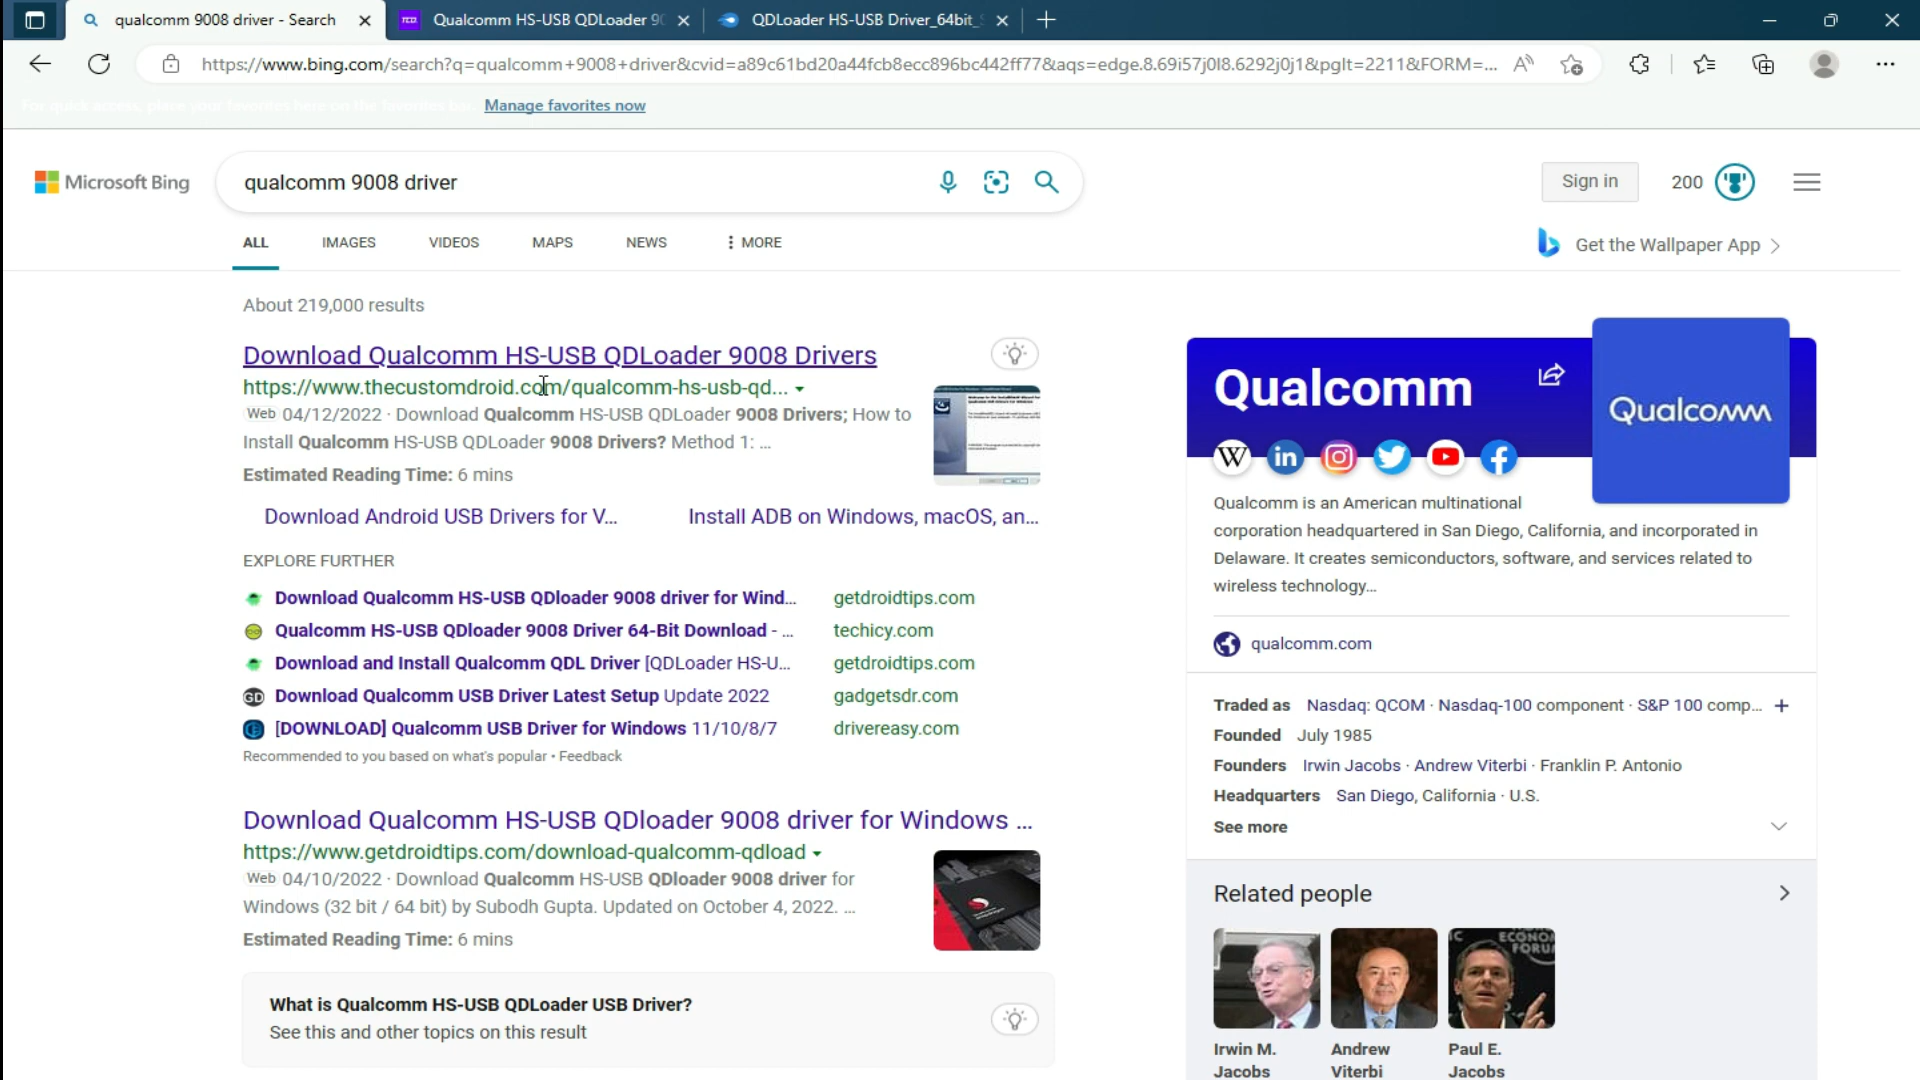 qualcomm 9008 driver - Search
Qualcomm HS-USB QDLoader 90
QDLoader HS-USB Driver_64bit_
https://www.bing.com/search?q=qualcomm+9008+driver&cvid=a89c61bd20a44fcb8ecc896bc442ff77&aqs=edge.8.69i57j0l8.6292j0j1&pglt=2211&FORM=...
For quick access, place your favorites here on the favorites bar. Manage favorites now
Microsoft Bing
qualcomm 9008 driver
Sign in
200
ALL
IMAGES
VIDEOS
MAPS
NEWS
MORE
Get the Wallpaper App
About 219,000 results
Download Qualcomm HS-USB QDLoader 9008 Drivers
https://www.thecustomdroid.com/qualcomm-hs-usb-qd...
Web 04/12/2022 · Download Qualcomm HS-USB QDLoader 9008 Drivers; How to
Install Qualcomm HS-USB QDLoader 9008 Drivers? Method 1: ...
Estimated Reading Time: 6 mins
Download Android USB Drivers for V...
Install ADB on Windows, macOS, an...
EXPLORE FURTHER
Download Qualcomm HS-USB QDloader 9008 driver for Wind... getdroidtips.com
Qualcomm HS-USB QDloader 9008 Driver 64-Bit Download - ... techicy.com
Download and Install Qualcomm QDL Driver [QDLoader HS-U... getdroidtips.com
GD Download Qualcomm USB Driver Latest Setup Update 2022 gadgetsdr.com
[DOWNLOAD] Qualcomm USB Driver for Windows 11/10/8/7 drivereasy.com
Recommended to you based on what's popular • Feedback
Download Qualcomm HS-USB QDloader 9008 driver for Windows ...
https://www.getdroidtips.com/download-qualcomm-qdload
Web 04/10/2022 · Download Qualcomm HS-USB QDloader 9008 driver for
Windows (32 bit / 64 bit) by Subodh Gupta. Updated on October 4, 2022. ...
Estimated Reading Time: 6 mins
What is Qualcomm HS-USB QDLoader USB Driver?
See this and other topics on this result
Qualcomm
Qualcomm
W
in
Qualcomm is an American multinational
corporation headquartered in San Diego, California, and incorporated in
Delaware. It creates semiconductors, software, and services related to
wireless technology...
qualcomm.com
Traded as Nasdaq: QCOM · Nasdaq-100 component · S&P 100 comp...
Founded July 1985
Founders Irwin Jacobs · Andrew Viterbi · Franklin P. Antonio
Headquarters San Diego, California · U.S.
See more
Related people
Irwin M.
Jacobs
Andrew
Viterbi
Paul E.
Jacobs